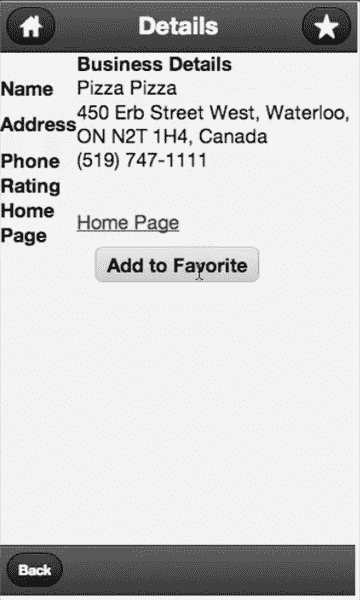 Details
Business Details
Name Pizza Pizza
Address 450 Erb Street West, Waterloo,
ON N2T 1H4, Canada
Phone (519) 747-1111
Rating
Home
Page Home Page
Add to Favorite
Back